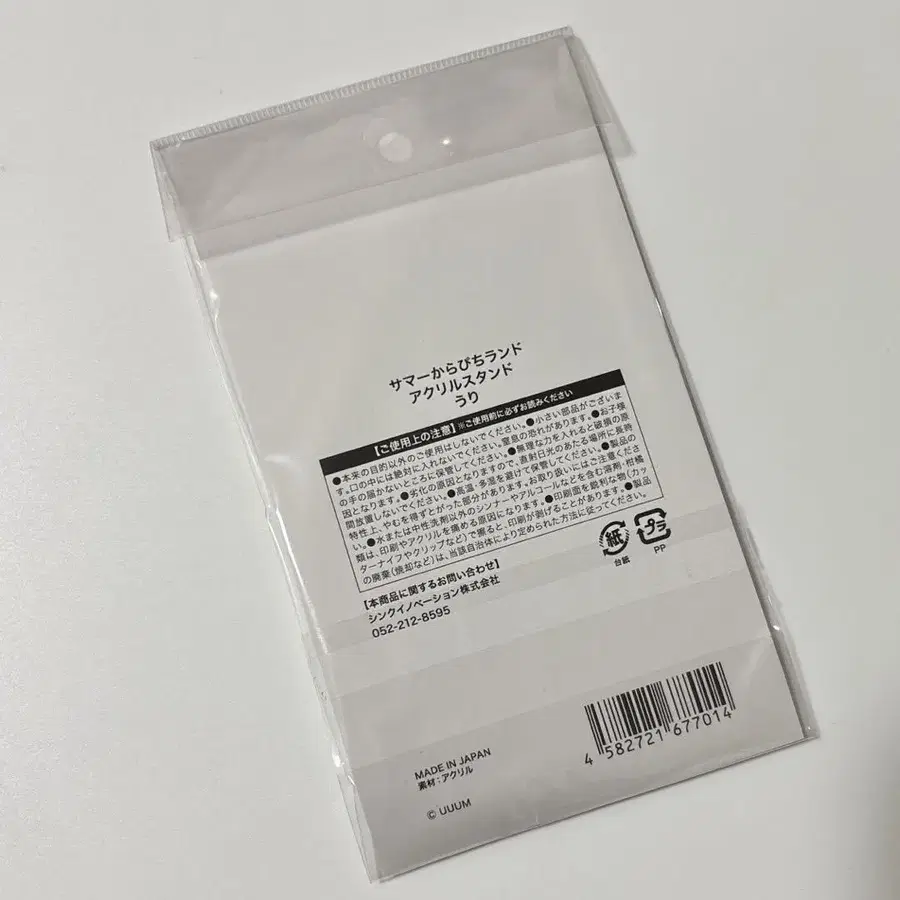 サマーからぴちランド
アクリルスタンド
うり
【ご使用上の注意】※ご使用前に必ずお読みください
●本来の目的以外のご使用はしないでください。●小さい部品がございま
す。口の中には絶対に入れないでください。窒息の恐れがあります。●お子様
の手の届かないところに保管してください。●無理な力を入れると破損の原
因となります。●劣化の原因となりますので、直射日光のあたる場所に長時
間放置しないでください。●高温・多湿を避けて保管してください。●製品の
特性上、やむを得ずとがった部分があります。お取り扱いにはご注意くださ
い。●水または中性洗剤以外のシンナーやアルコールなどを含む溶剤・柑橘
類は、印刷やアクリルを痛める原因になります。●印刷面を鋭利な物(カッ
ターナイフやクリップなど)で擦ると、印刷が剥げることがあります。●製品
の廃棄(焼却など)は、当該自治体により定められた方法に従ってください。
紙
台紙
プラ
PP
【本商品に関するお問い合わせ】
シンクイノベーション株式会社
052-212-8595
4 582721 677014
MADE IN JAPAN
素材：アクリル
© UUUM